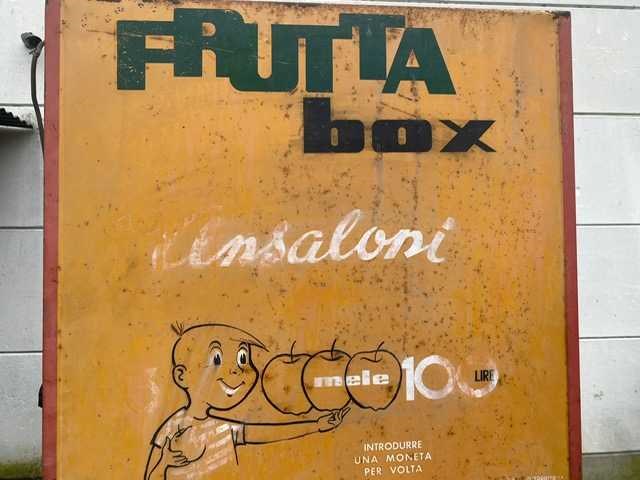 FRUTTA
box
Ansaloni
mele 100 LIRE
INTRODURRE
UNA MONETA
PER VOLTA